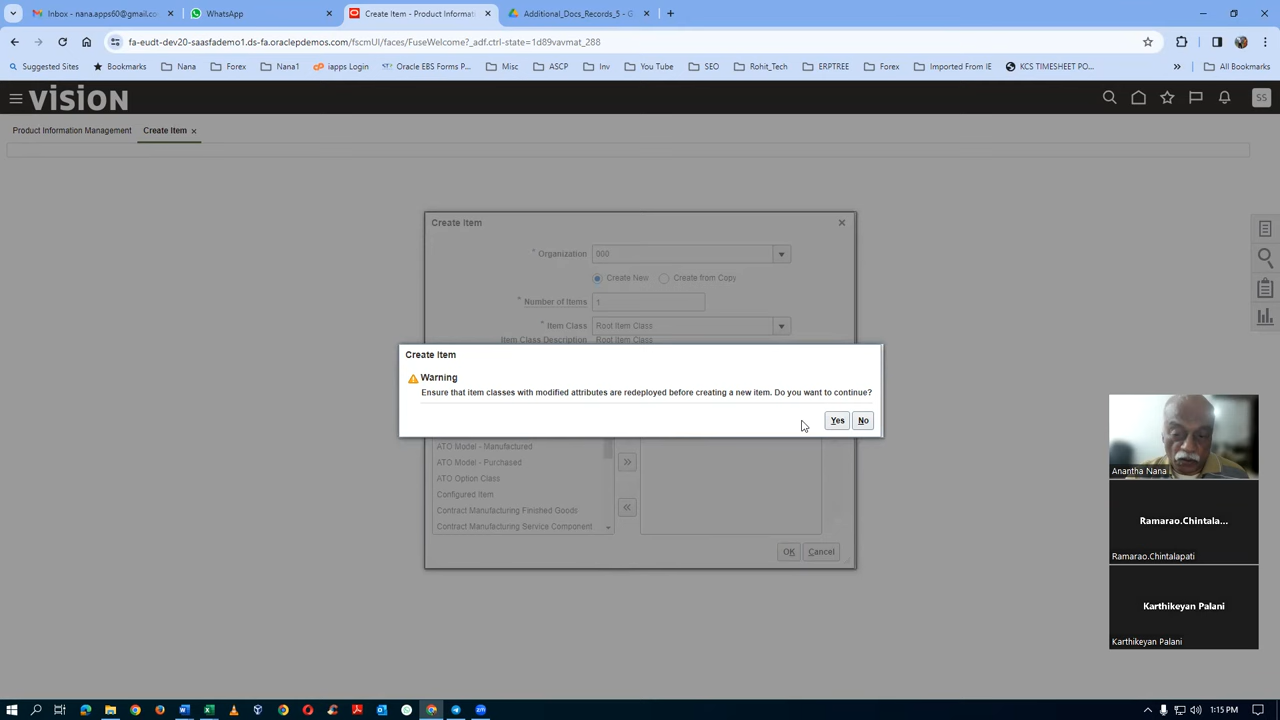 Inbox - nana.apps60@gmail.co
WhatsApp
Create Item - Product Informati
Additional_Docs_Records_5 - G
fa-eudt-dev20-saasfademo1.ds-fa.oraclepdemos.com/fscmUI/faces/FuseWelcome?_adf.ctrl-state=1d89vavmat_288
Suggested Sites
Bookmarks
Nana
Forex
Nana1
iapps Login
Oracle EBS Forms P...
Misc
ASCP
Inv
You Tube
SEO
Rohit_Tech
ERPTREE
Forex
Imported From IE
KCS TIMESHEET PO...
All Bookmarks
VISION
SS
Product Information Management
Create Item
Create Item
* Organization 000
Create New
Create from Copy
* Number of Items 1
* Item Class Root Item Class
Item Class Description Root Item Class
Create Item
Warning
Ensure that item classes with modified attributes are redeployed before creating a new item. Do you want to continue?
Yes
No
ATO Model - Manufactured
ATO Model - Purchased
ATO Option Class
Configured Item
Contract Manufacturing Finished Goods
Contract Manufacturing Service Component
OK
Cancel
Anantha Nana
Ramarao.Chintala...
Ramarao.Chintalapati
Karthikeyan Palani
Karthikeyan Palani
1:15 PM